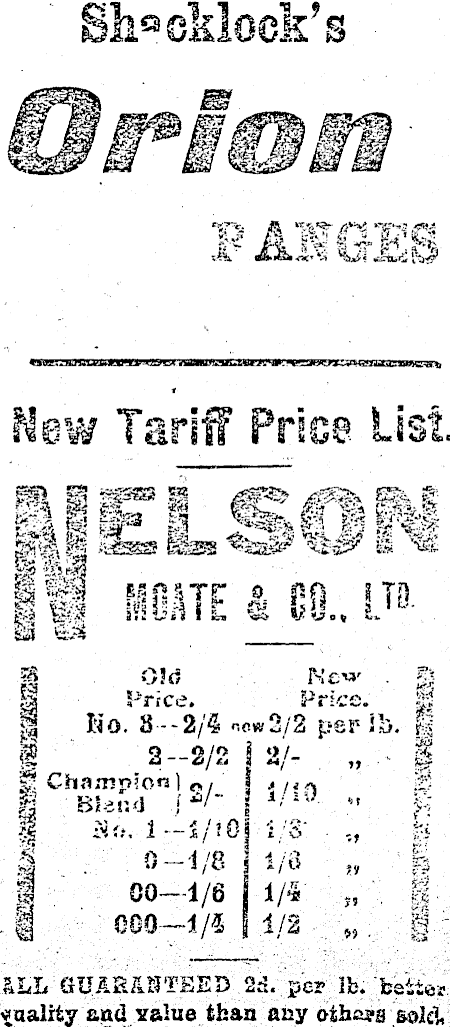 Shacklock's
Orion
RANGES
New Tariff Price List.
NELSON
MOATE & CO., LTD.
Old Price. New Price.
No. 3--2/4 now 2/2 per lb.
2--2/2 2/- „
Champion Blend } 2/- 1/10 „
No. 1--1/10 1/8 „
0--1/8 1/6 „
00--1/6 1/4 „
000--1/4 1/2 „
ALL GUARANTEED 2d. per lb. better
quality and value than any others sold.